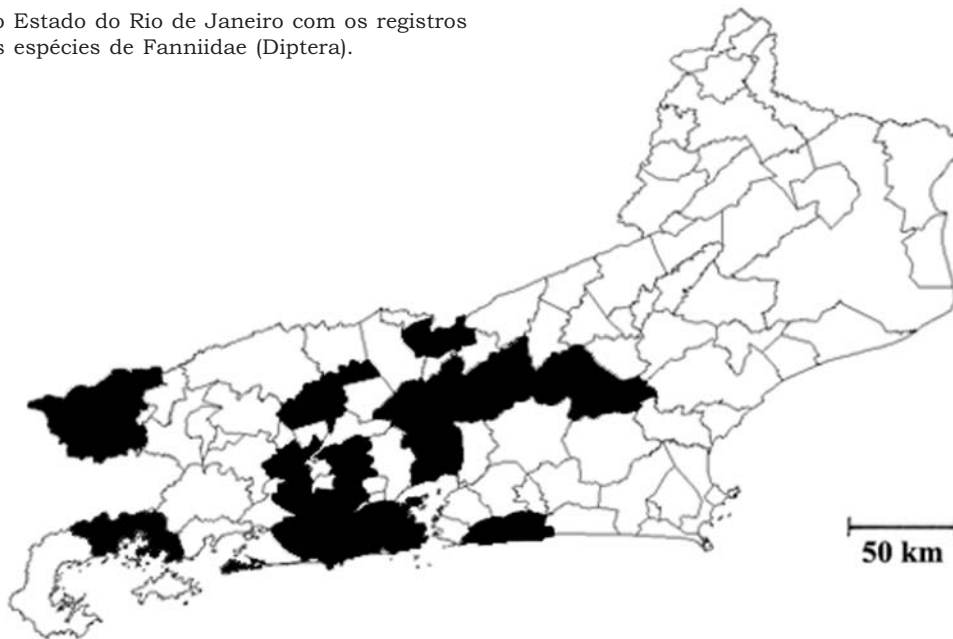 o Estado do Rio de Janeiro com os registros
s espécies de Fanniidae (Diptera).
50 km